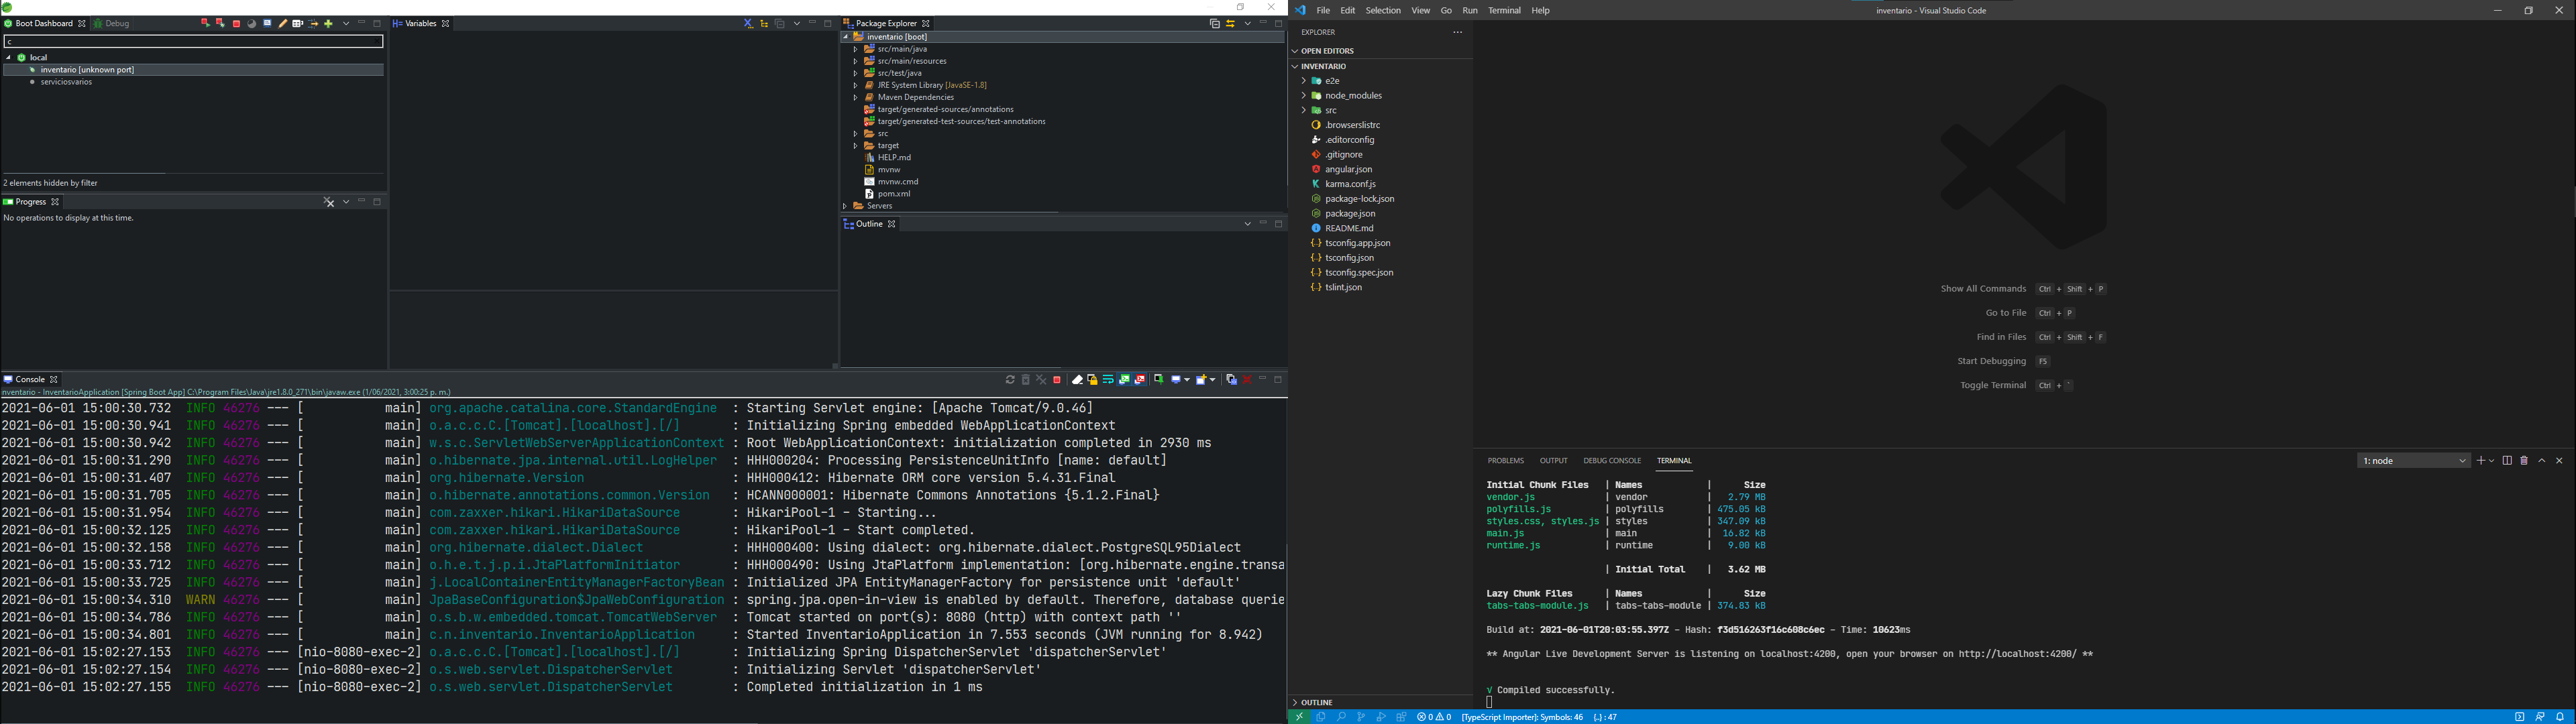 Boot Dashboard
Debug
c
local
inventario [unknown port]
serviciosvarios
2 elements hidden by filter
Progress
No operations to display at this time.
Variables
Package Explorer
inventario [boot]
src/main/java
src/main/resources
src/test/java
JRE System Library [JavaSE-1.8]
Maven Dependencies
target/generated-sources/annotations
target/generated-test-sources/test-annotations
src
target
HELP.md
mvnw
mvnw.cmd
pom.xml
Servers
Outline
Console
nventario - InventarioApplication [Spring Boot App] C:\Program Files\Java\jre1.8.0_271\bin\javaw.exe (1/06/2021, 3:00:25 p. m.)
2021-06-01 15:00:30.732 INFO 46276 --- [ main] org.apache.catalina.core.StandardEngine : Starting Servlet engine: [Apache Tomcat/9.0.46]
2021-06-01 15:00:30.941 INFO 46276 --- [ main] o.a.c.c.C.[Tomcat].[localhost].[/] : Initializing Spring embedded WebApplicationContext
2021-06-01 15:00:30.942 INFO 46276 --- [ main] w.s.c.ServletWebServerApplicationContext : Root WebApplicationContext: initialization completed in 2930 ms
2021-06-01 15:00:31.290 INFO 46276 --- [ main] o.hibernate.jpa.internal.util.LogHelper : HHH000204: Processing PersistenceUnitInfo [name: default]
2021-06-01 15:00:31.407 INFO 46276 --- [ main] org.hibernate.Version : HHH000412: Hibernate ORM core version 5.4.31.Final
2021-06-01 15:00:31.705 INFO 46276 --- [ main] o.hibernate.annotations.common.Version : HCANN000001: Hibernate Commons Annotations {5.1.2.Final}
2021-06-01 15:00:31.954 INFO 46276 --- [ main] com.zaxxer.hikari.HikariDataSource : HikariPool-1 - Starting...
2021-06-01 15:00:32.125 INFO 46276 --- [ main] com.zaxxer.hikari.HikariDataSource : HikariPool-1 - Start completed.
2021-06-01 15:00:32.158 INFO 46276 --- [ main] org.hibernate.dialect.Dialect : HHH000400: Using dialect: org.hibernate.dialect.PostgreSQL95Dialect
2021-06-01 15:00:33.712 INFO 46276 --- [ main] o.h.e.t.j.p.i.JtaPlatformInitiator : HHH000490: Using JtaPlatform implementation: [org.hibernate.engine.transa
2021-06-01 15:00:33.725 INFO 46276 --- [ main] j.LocalContainerEntityManagerFactoryBean : Initialized JPA EntityManagerFactory for persistence unit 'default'
2021-06-01 15:00:34.310 WARN 46276 --- [ main] JpaBaseConfiguration$JpaWebConfiguration : spring.jpa.open-in-view is enabled by default. Therefore, database querie
2021-06-01 15:00:34.786 INFO 46276 --- [ main] o.s.b.w.embedded.tomcat.TomcatWebServer : Tomcat started on port(s): 8080 (http) with context path ''
2021-06-01 15:00:34.801 INFO 46276 --- [ main] c.n.inventario.InventarioApplication : Started InventarioApplication in 7.553 seconds (JVM running for 8.942)
2021-06-01 15:02:27.153 INFO 46276 --- [nio-8080-exec-2] o.a.c.c.C.[Tomcat].[localhost].[/] : Initializing Spring DispatcherServlet 'dispatcherServlet'
2021-06-01 15:02:27.154 INFO 46276 --- [nio-8080-exec-2] o.s.web.servlet.DispatcherServlet : Initializing Servlet 'dispatcherServlet'
2021-06-01 15:02:27.155 INFO 46276 --- [nio-8080-exec-2] o.s.web.servlet.DispatcherServlet : Completed initialization in 1 ms
File Edit Selection View Go Run Terminal Help
inventario - Visual Studio Code
EXPLORER
OPEN EDITORS
INVENTARIO
e2e
node_modules
src
.browserslistrc
.editorconfig
.gitignore
angular.json
karma.conf.js
package-lock.json
package.json
README.md
tsconfig.app.json
tsconfig.json
tsconfig.spec.json
tslint.json
OUTLINE
Show All Commands Ctrl + Shift + P
Go to File Ctrl + P
Find in Files Ctrl + Shift + F
Start Debugging F5
Toggle Terminal Ctrl + `
PROBLEMS OUTPUT DEBUG CONSOLE TERMINAL
1: node
Initial Chunk Files | Names | Size
vendor.js | vendor | 2.79 MB
polyfills.js | polyfills | 475.05 kB
styles.css, styles.js | styles | 347.09 kB
main.js | main | 16.82 kB
runtime.js | runtime | 9.00 kB
| Initial Total | 3.62 MB
Lazy Chunk Files | Names | Size
tabs-tabs-module.js | tabs-tabs-module | 374.83 kB
Build at: 2021-06-01T20:03:55.397Z - Hash: f3d516263f16c608c6ec - Time: 10623ms
** Angular Live Development Server is listening on localhost:4200, open your browser on http://localhost:4200/ **
√ Compiled successfully.
0 0 [TypeScript Importer]: Symbols: 46 {..} : 47